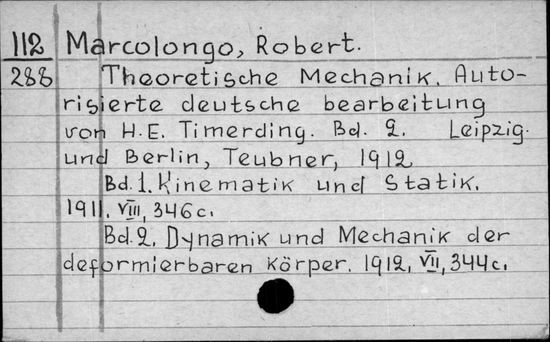 112 Marcolongo, Robert.
288 Theoretische Mechanik. Auto-
risierte deutsche bearbeitung
von H.E. Timerding. Bd. 2. Leipzig
und Berlin, Teubner, 1912
Bd. 1. Kinematik und Statik.
1911. VIII, 346 c.
Bd. 2. Dynamik und Mechanik der
deformierbaren Körper. 1912, VII, 344 c.